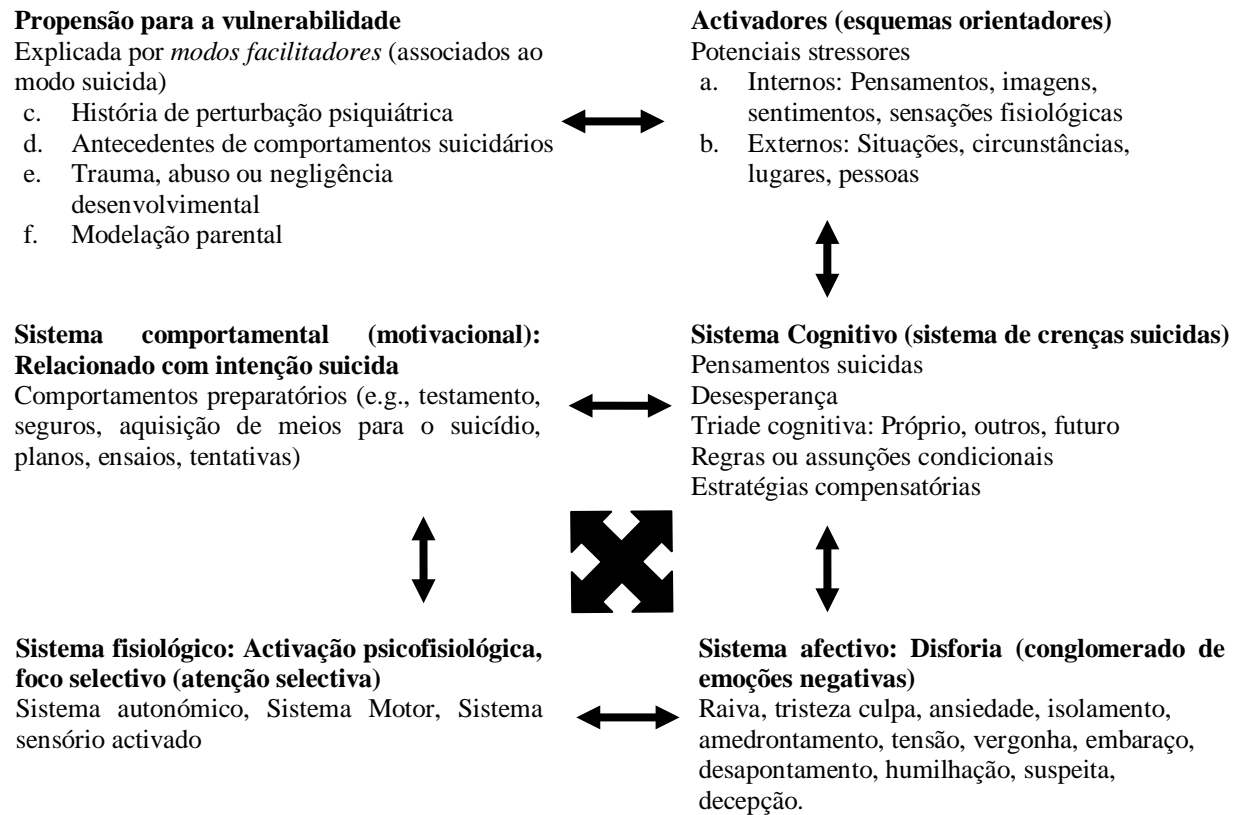 Propensão para a vulnerabilidade
Explicada por modos facilitadores (associados ao
modo suicida)
c. História de perturbação psiquiátrica
d. Antecedentes de comportamentos suicidários
e. Trauma, abuso ou negligência
desenvolvimental
f. Modelação parental
Activadores (esquemas orientadores)
Potenciais stressores
a. Internos: Pensamentos, imagens,
sentimentos, sensações fisiológicas
b. Externos: Situações, circunstâncias,
lugares, pessoas
Sistema comportamental (motivacional):
Relacionado com intenção suicida
Comportamentos preparatórios (e.g., testamento,
seguros, aquisição de meios para o suicídio,
planos, ensaios, tentativas)
Sistema Cognitivo (sistema de crenças suicidas)
Pensamentos suicidas
Desesperança
Triade cognitiva: Próprio, outros, futuro
Regras ou assunções condicionais
Estratégias compensatórias
Sistema fisiológico: Activação psicofisiológica,
foco selectivo (atenção selectiva)
Sistema autonómico, Sistema Motor, Sistema
sensório activado
Sistema afectivo: Disforia (conglomerado de
emoções negativas)
Raiva, tristeza culpa, ansiedade, isolamento,
amedrontamento, tensão, vergonha, embaraço,
desapontamento, humilhação, suspeita,
decepção.